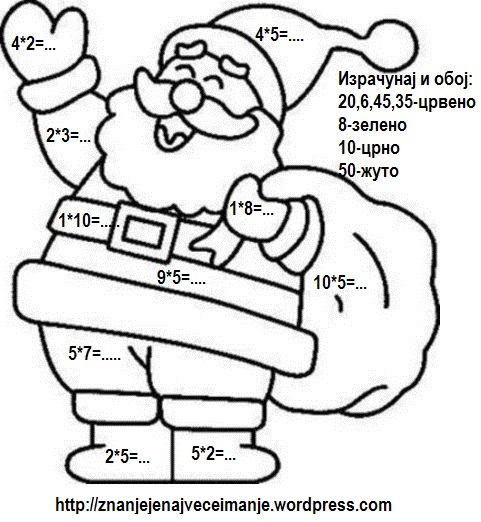 4*2=...
4*5=....
Израчунај и обој:
20,6,45,35-црвено
8-зелено
10-црно
50-жуто
2*3=...
1*10=....
1*8=...
9*5=....
10*5=...
5*7=.....
2*5=...
5*2=...
http://znanjejenajveceimanje.wordpress.com